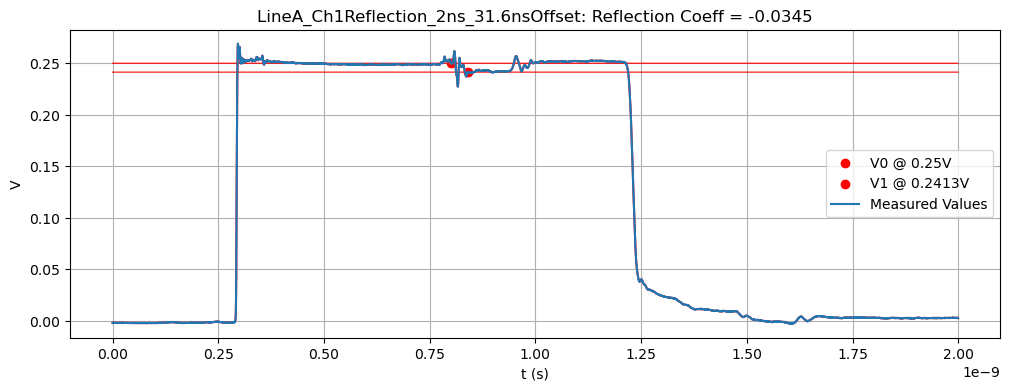 LineA_Ch1Reflection_2ns_31.6nsOffset: Reflection Coeff = -0.0345
0.25
0.20
0.15
0.10
0.05
0.00
V
V0 @ 0.25V
V1 @ 0.2413V
Measured Values
0.00
0.25
0.50
0.75
1.00
1.25
1.50
1.75
2.00
1e−9
t (s)